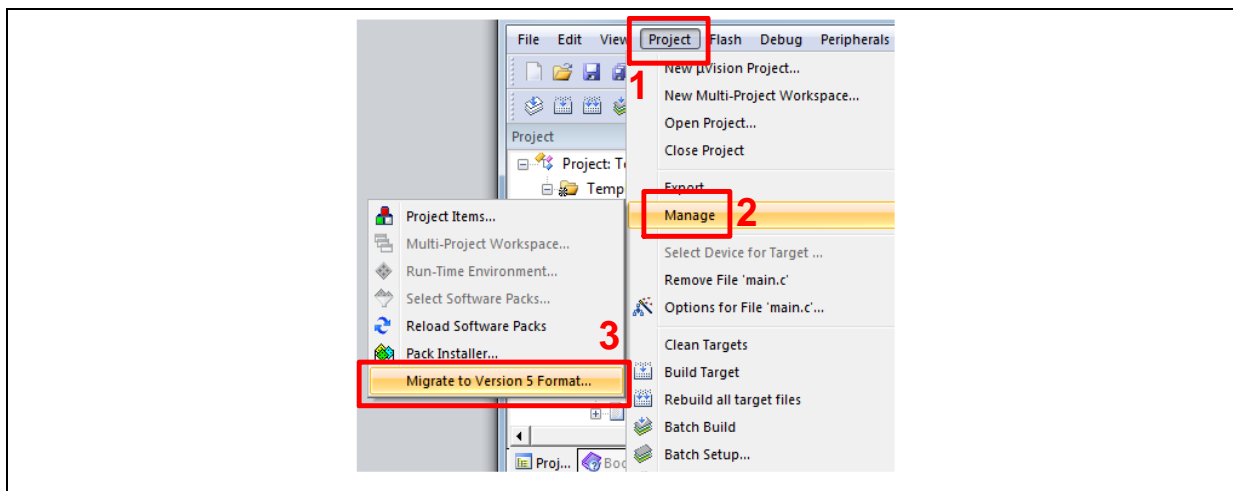 File Edit View Project Flash Debug Peripherals
1
New µVision Project...
New Multi-Project Workspace...
Open Project...
Close Project
Export
Manage
2
Select Device for Target ...
Remove File 'main.c'
Options for File 'main.c'...
Clean Targets
Build Target
Rebuild all target files
Batch Build
Batch Setup...
Project
Project: T
Temp
Project Items...
Multi-Project Workspace...
Run-Time Environment...
Select Software Packs...
Reload Software Packs
3
Pack Installer...
Migrate to Version 5 Format...
Proj...
Boo